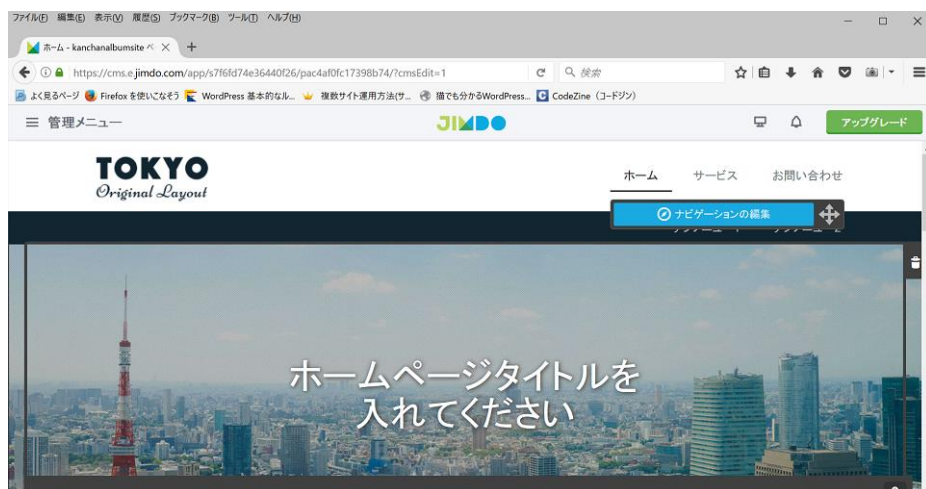 ファイル(F) 編集(E) 表示(V) 履歴(S) ブックマーク(B) ツール(T) ヘルプ(H)
ホーム - kanchanalbumsite ペ
https://cms.e.jimdo.com/app/s7f6fd74e36440f26/pac4af0fc17398b74/?cmsEdit=1 検索
よく見るページ Firefox を使いこなそう WordPress 基本的なル... 複数サイト運用方法(サ... 猫でも分かるWordPress... CodeZine（コードジン）
管理メニュー JIMDO アップグレード
TOKYO
Original Layout
ホーム サービス お問い合わせ
ナビゲーションの編集
ホームページタイトルを
入れてください